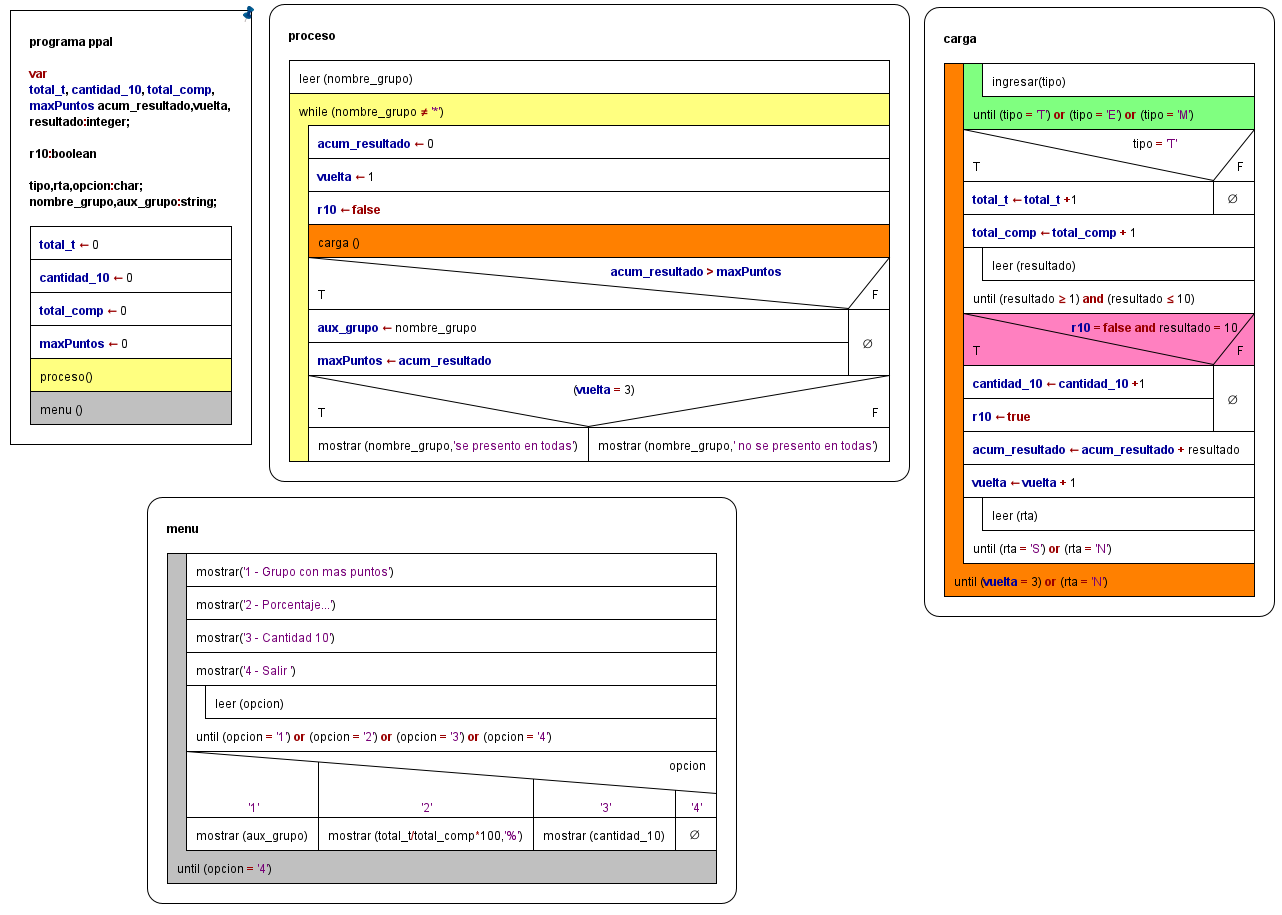 programa ppal
var
total_t, cantidad_10, total_comp,
maxPuntos acum_resultado,vuelta,
resultado:integer;
r10:boolean
tipo,rta,opcion:char;
nombre_grupo,aux_grupo:string;
total_t ← 0
cantidad_10 ← 0
total_comp ← 0
maxPuntos ← 0
proceso()
menu ()
proceso
leer (nombre_grupo)
while (nombre_grupo ≠ '*')
acum_resultado ← 0
vuelta ← 1
r10 ← false
carga ()
acum_resultado > maxPuntos
T F
aux_grupo ← nombre_grupo
∅
maxPuntos ← acum_resultado
(vuelta = 3)
T F
mostrar (nombre_grupo,'se presento en todas') mostrar (nombre_grupo,' no se presento en todas')
carga
ingresar(tipo)
until (tipo = 'T') or (tipo = 'E') or (tipo = 'M')
tipo = 'T'
T F
total_t ← total_t +1 ∅
total_comp ← total_comp + 1
leer (resultado)
until (resultado ≥ 1) and (resultado ≤ 10)
r10 = false and resultado = 10
T F
cantidad_10 ← cantidad_10 +1
∅
r10 ← true
acum_resultado ← acum_resultado + resultado
vuelta ← vuelta + 1
leer (rta)
until (rta = 'S') or (rta = 'N')
until (vuelta = 3) or (rta = 'N')
menu
mostrar('1 - Grupo con mas puntos')
mostrar('2 - Porcentaje...')
mostrar('3 - Cantidad 10')
mostrar('4 - Salir ')
leer (opcion)
until (opcion = '1') or (opcion = '2') or (opcion = '3') or (opcion = '4')
opcion
'1' '2' '3' '4'
mostrar (aux_grupo) mostrar (total_t/total_comp*100,'%') mostrar (cantidad_10) ∅
until (opcion = '4')